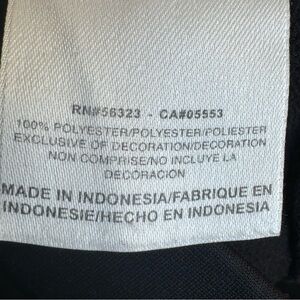 RN#56323 - CA#05553
100% POLYESTER/POLYESTER/POLIESTER
EXCLUSIVE OF DECORATION/DECORATION
NON COMPRISE/NO INCLUYE LA
DECORACION
MADE IN INDONESIA/FABRIQUE EN
INDONESIE/HECHO EN INDONESIA